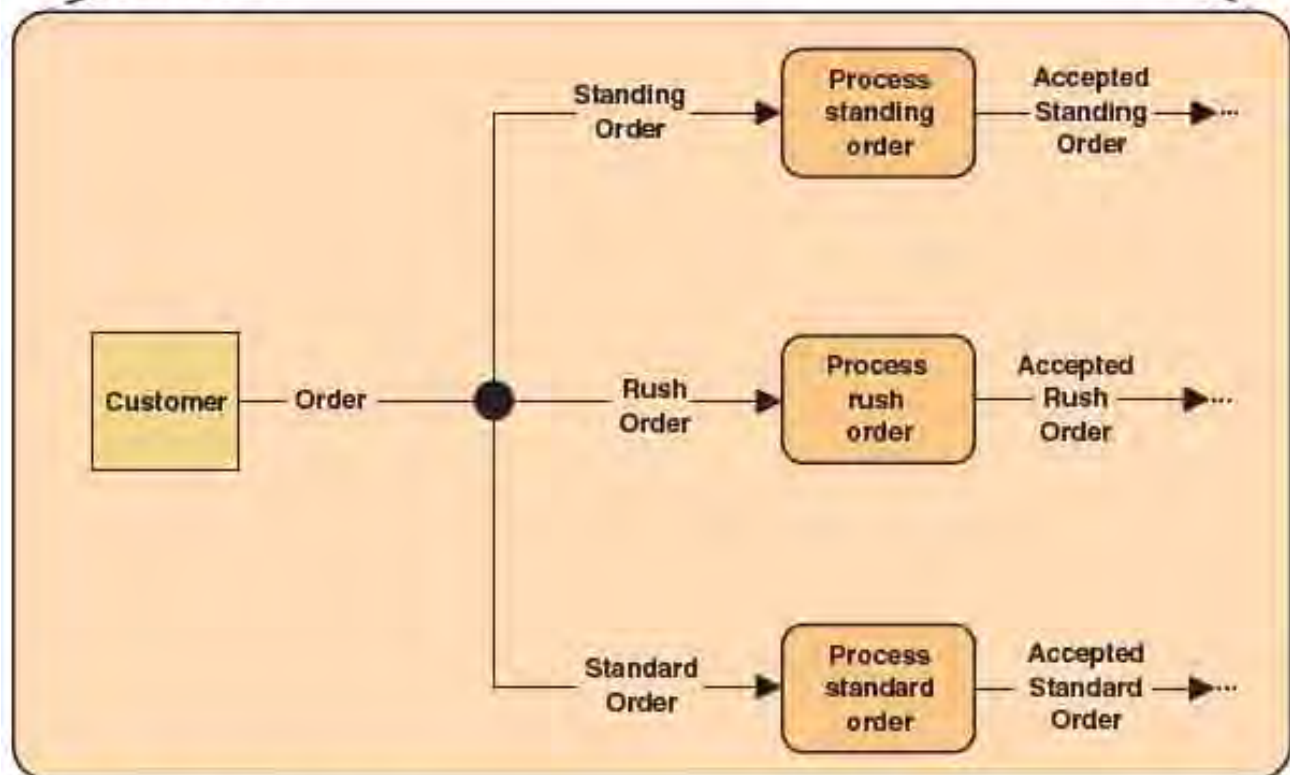 Standing
Order
Process
standing
order
Accepted
Standing
Order
...
Customer
Order
Rush
Order
Process
rush
order
Accepted
Rush
Order
...
Standard
Order
Process
standard
order
Accepted
Standard
Order
...